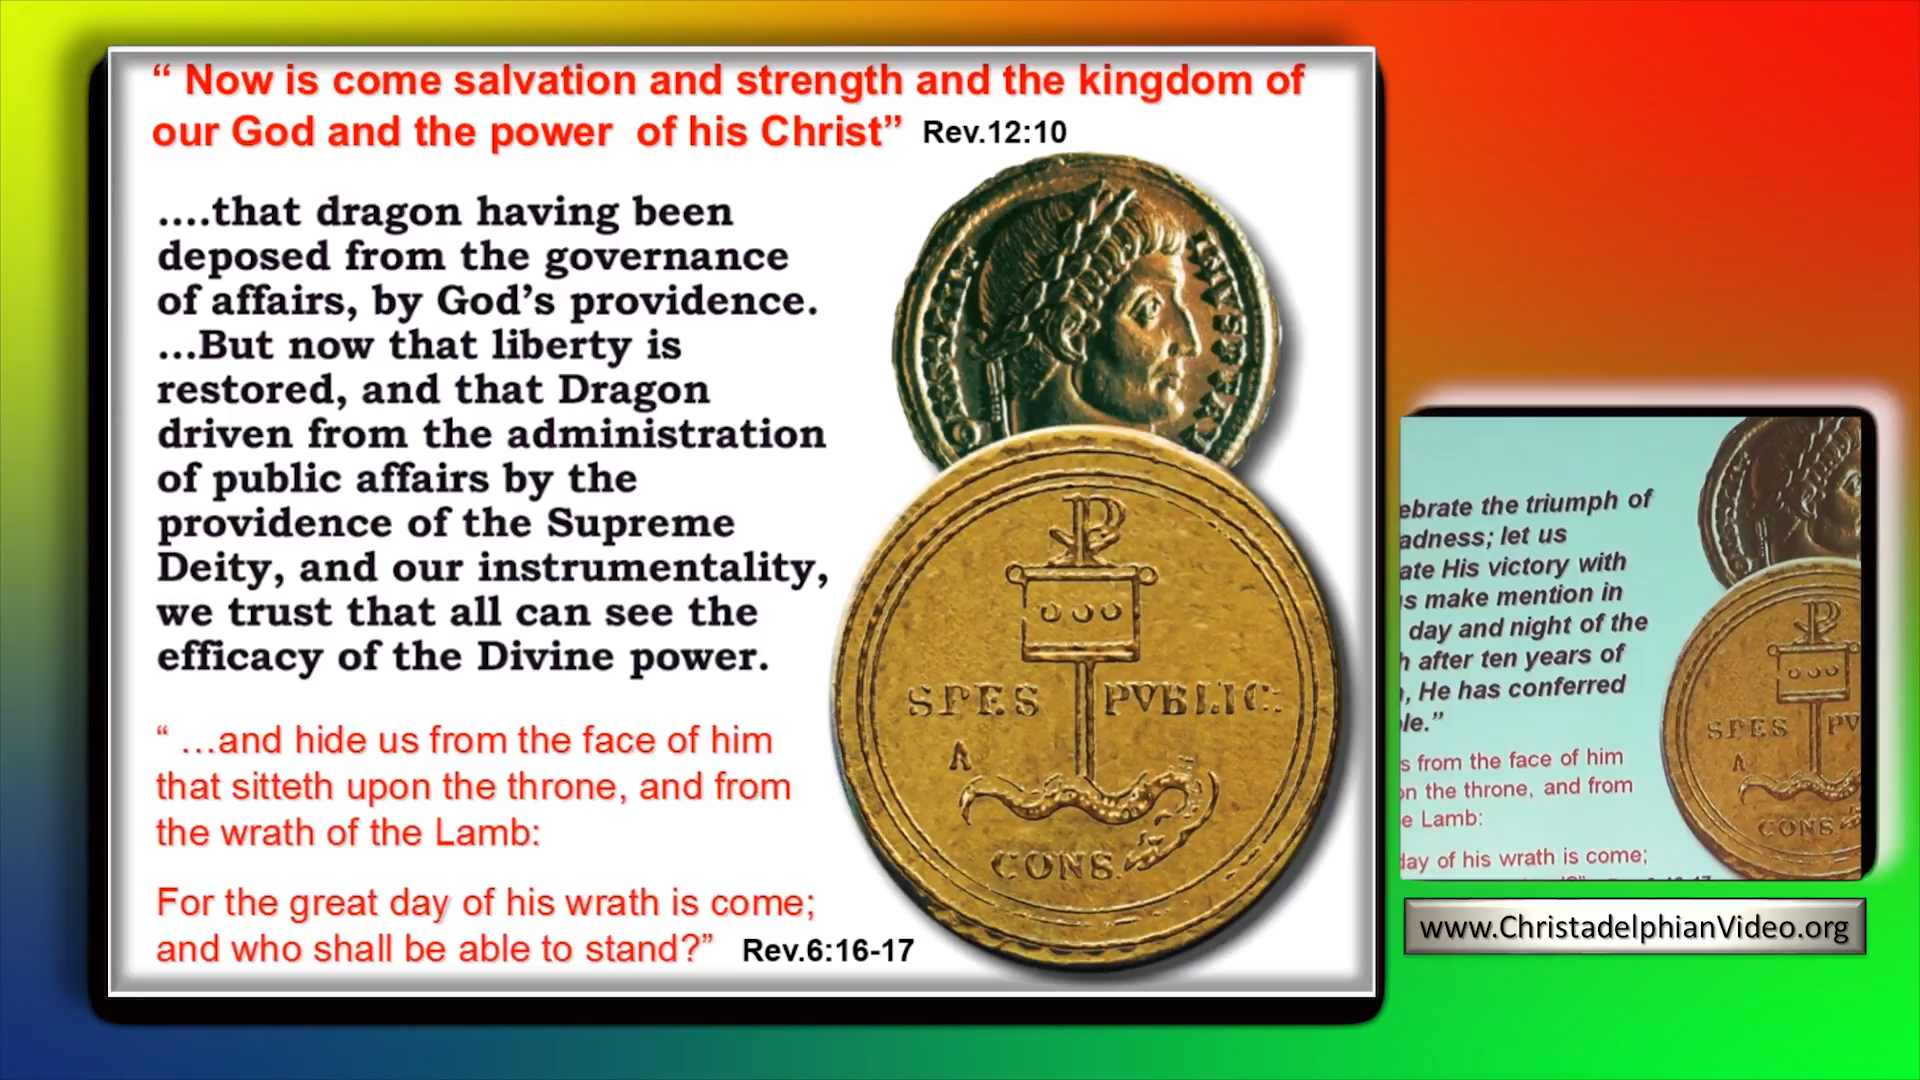 “ Now is come salvation and strength and the kingdom of
our God and the power of his Christ” Rev.12:10
....that dragon having been
deposed from the governance
of affairs, by God’s providence.
...But now that liberty is
restored, and that Dragon
driven from the administration
of public affairs by the
providence of the Supreme
Deity, and our instrumentality,
we trust that all can see the
efficacy of the Divine power.
“ ...and hide us from the face of him
that sitteth upon the throne, and from
the wrath of the Lamb:
For the great day of his wrath is come;
and who shall be able to stand?” Rev.6:16-17
SPES PVBLIC:
A
CONS.
ebrate the triumph of
adness; let us
ate His victory with
s make mention in
day and night of the
h after ten years of
, He has conferred
le.”
s from the face of him
on the throne, and from
e Lamb:
day of his wrath is come;
SPES PV
A
CONS.
www.ChristadelphianVideo.org